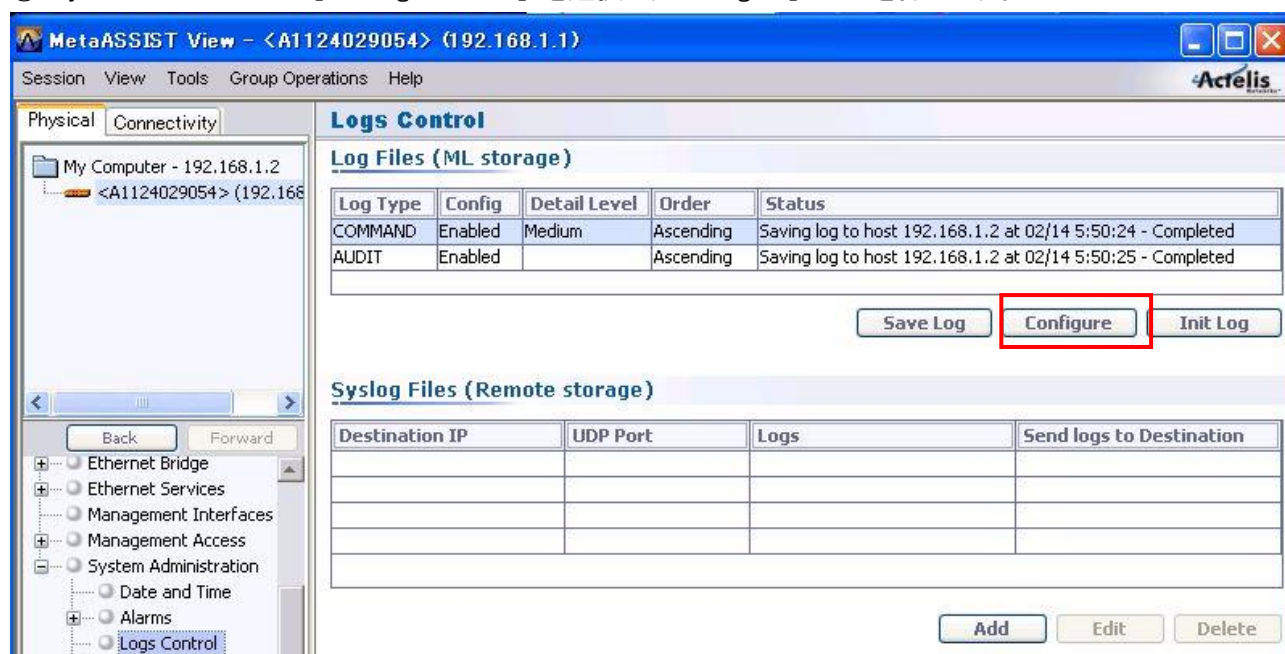 MetaASSIST View - <A1124029054> (192.168.1.1)
Session View Tools Group Operations Help
Actelis
Physical Connectivity
My Computer - 192.168.1.2
<A1124029054> (192.168
Back Forward
Ethernet Bridge
Ethernet Services
Management Interfaces
Management Access
System Administration
Date and Time
Alarms
Logs Control
Logs Control
Log Files (ML storage)
Log Type Config Detail Level Order Status
COMMAND Enabled Medium Ascending Saving log to host 192.168.1.2 at 02/14 5:50:24 - Completed
AUDIT Enabled Ascending Saving log to host 192.168.1.2 at 02/14 5:50:25 - Completed
Save Log Configure Init Log
Syslog Files (Remote storage)
Destination IP UDP Port Logs Send logs to Destination
Add Edit Delete